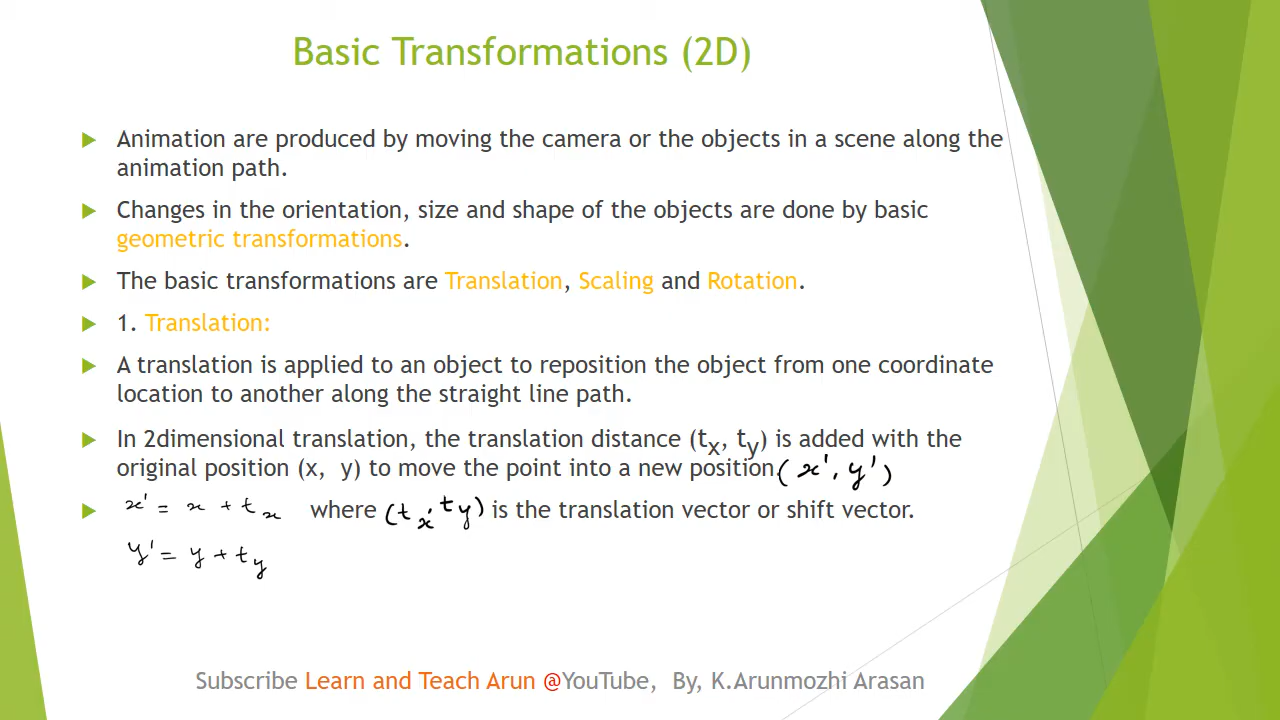 Basic Transformations (2D)
Animation are produced by moving the camera or the objects in a scene along the
animation path.
Changes in the orientation, size and shape of the objects are done by basic
geometric transformations.
The basic transformations are Translation, Scaling and Rotation.
1. Translation:
A translation is applied to an object to reposition the object from one coordinate
location to another along the straight line path.
In 2dimensional translation, the translation distance (tx, ty) is added with the
original position (x, y) to move the point into a new position (x', y')
x' = x + tx where (tx, ty) is the translation vector or shift vector.
y' = y + ty
Subscribe Learn and Teach Arun @YouTube, By, K.Arunmozhi Arasan